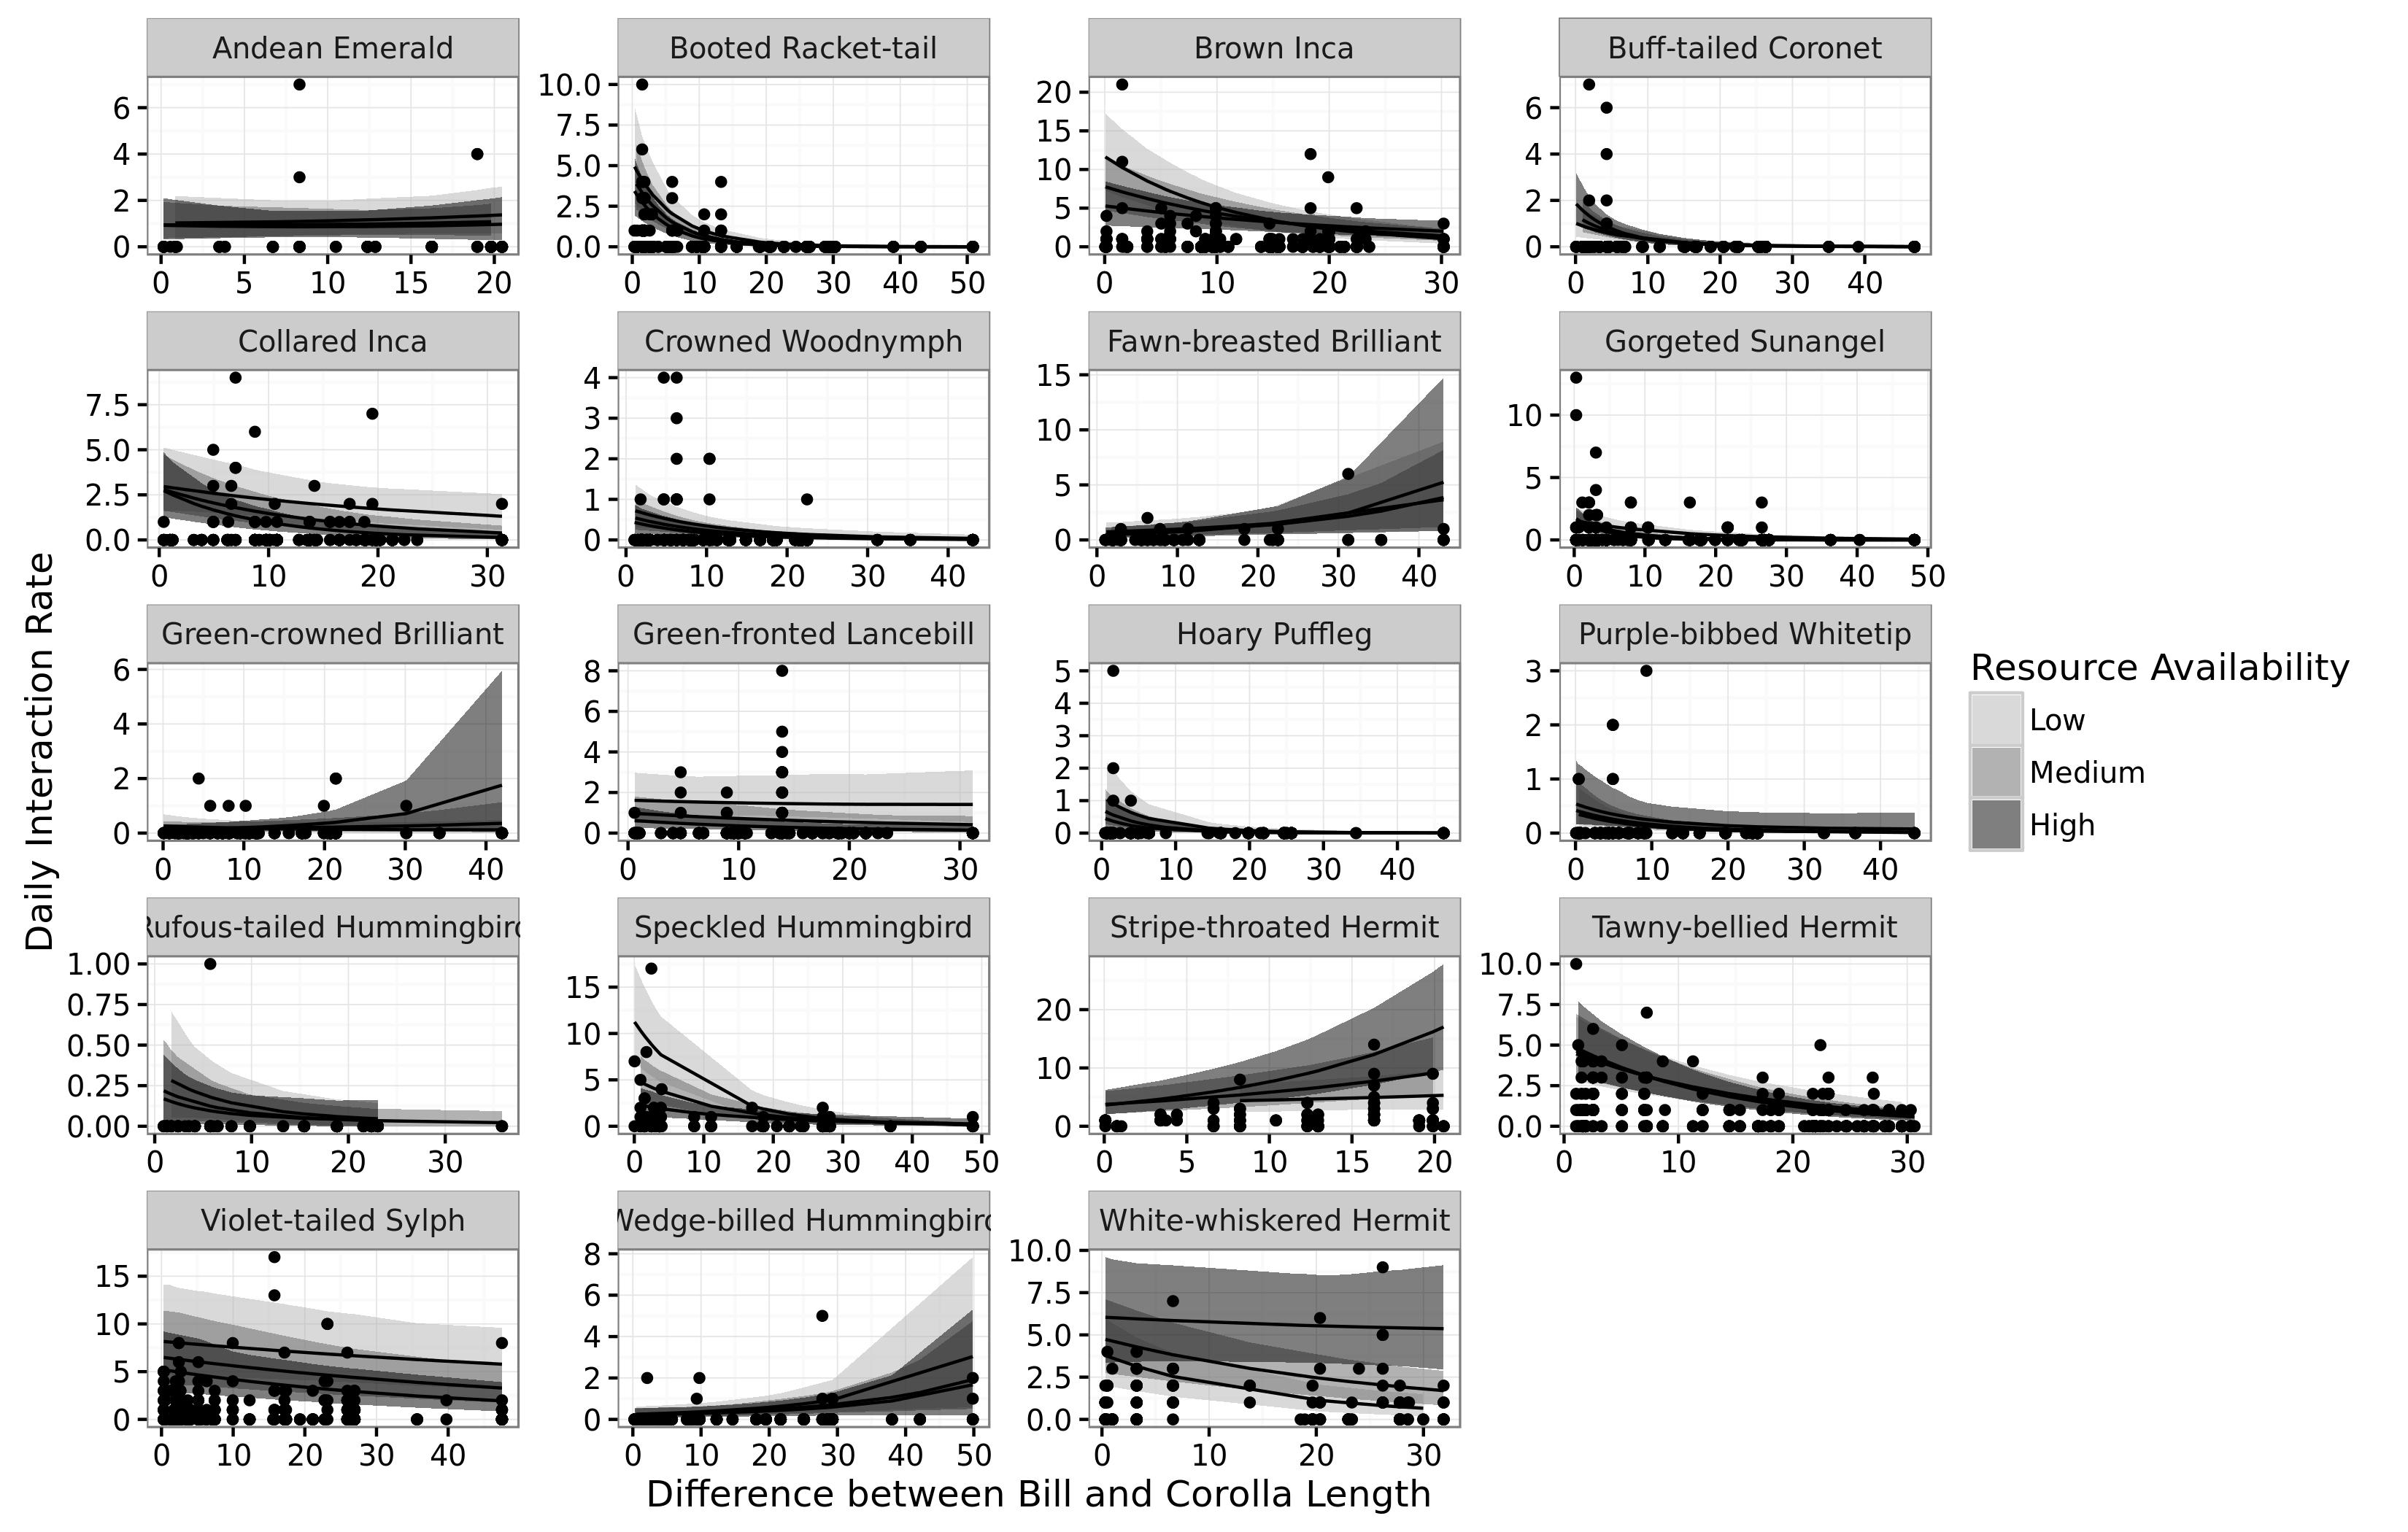 Andean Emerald
Booted Racket-tail
Brown Inca
Buff-tailed Coronet
6
4
2
0
0 5 10 15 20
10.0
7.5
5.0
2.5
0.0
0 10 20 30 40 50
20
15
10
5
0
0 10 20 30
6
4
2
0
0 10 20 30 40
Collared Inca
Crowned Woodnymph
Fawn-breasted Brilliant
Gorgeted Sunangel
7.5
5.0
2.5
0.0
0 10 20 30
4
3
2
1
0
0 10 20 30 40
15
10
5
0
0 10 20 30 40
10
5
0
0 10 20 30 40 50
Green-crowned Brilliant
Green-fronted Lancebill
Hoary Puffleg
Purple-bibbed Whitetip
6
4
2
0
0 10 20 30 40
8
6
4
2
0
0 10 20 30
5
4
3
2
1
0
0 10 20 30 40
3
2
1
0
0 10 20 30 40
Rufous-tailed Hummingbird
Speckled Hummingbird
Stripe-throated Hermit
Tawny-bellied Hermit
1.00
0.75
0.50
0.25
0.00
0 10 20 30
15
10
5
0
0 10 20 30 40 50
20
10
0
0 5 10 15 20
10.0
7.5
5.0
2.5
0.0
0 10 20 30
Violet-tailed Sylph
Wedge-billed Hummingbird
White-whiskered Hermit
15
10
5
0
0 10 20 30 40
8
6
4
2
0
0 10 20 30 40 50
10.0
7.5
5.0
2.5
0.0
0 10 20 30
Daily Interaction Rate
Difference between Bill and Corolla Length
Resource Availability
Low
Medium
High